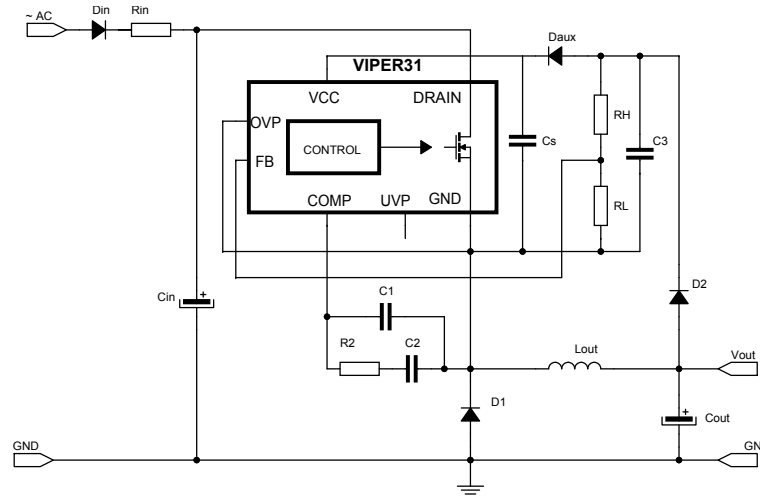 ~ AC
Din
Rin
Daux
VIPER31
VCC
DRAIN
OVP
RH
Cs
C3
CONTROL
FB
RL
COMP
UVP
GND
C1
D2
Cin
+
R2
C2
Lout
Vout
D1
+
Cout
GND
GN